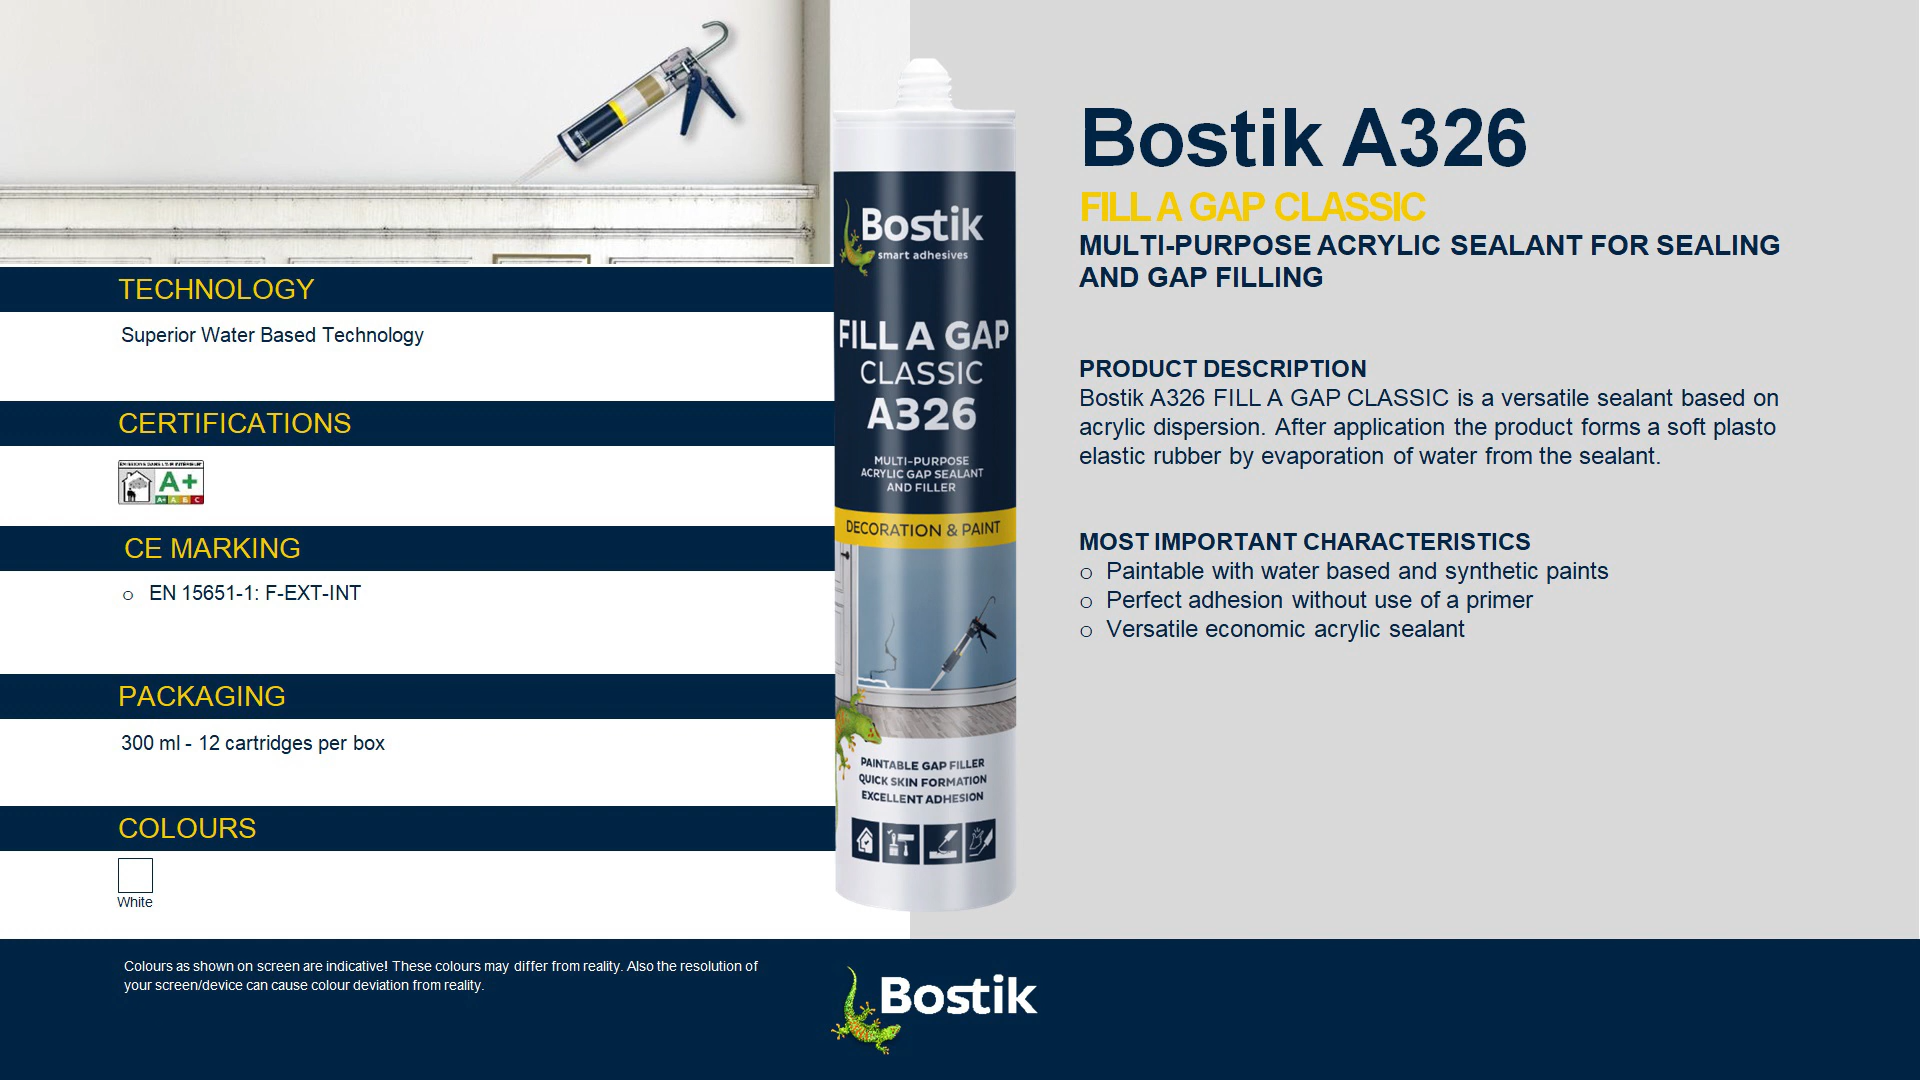 TECHNOLOGY
Superior Water Based Technology
CERTIFICATIONS
A+
A+ A B C
CE MARKING
o EN 15651-1: F-EXT-INT
PACKAGING
300 ml - 12 cartridges per box
COLOURS
White
Bostik
smart adhesives
FILL A GAP
CLASSIC
A326
MULTI-PURPOSE
ACRYLIC GAP SEALANT
AND FILLER
DECORATION & PAINT
PAINTABLE GAP FILLER
QUICK SKIN FORMATION
EXCELLENT ADHESION
Bostik A326
FILL A GAP CLASSIC
MULTI-PURPOSE ACRYLIC SEALANT FOR SEALING
AND GAP FILLING
PRODUCT DESCRIPTION
Bostik A326 FILL A GAP CLASSIC is a versatile sealant based on
acrylic dispersion. After application the product forms a soft plasto
elastic rubber by evaporation of water from the sealant.
MOST IMPORTANT CHARACTERISTICS
o Paintable with water based and synthetic paints
o Perfect adhesion without use of a primer
o Versatile economic acrylic sealant
Colours as shown on screen are indicative! These colours may differ from reality. Also the resolution of
your screen/device can cause colour deviation from reality.
Bostik